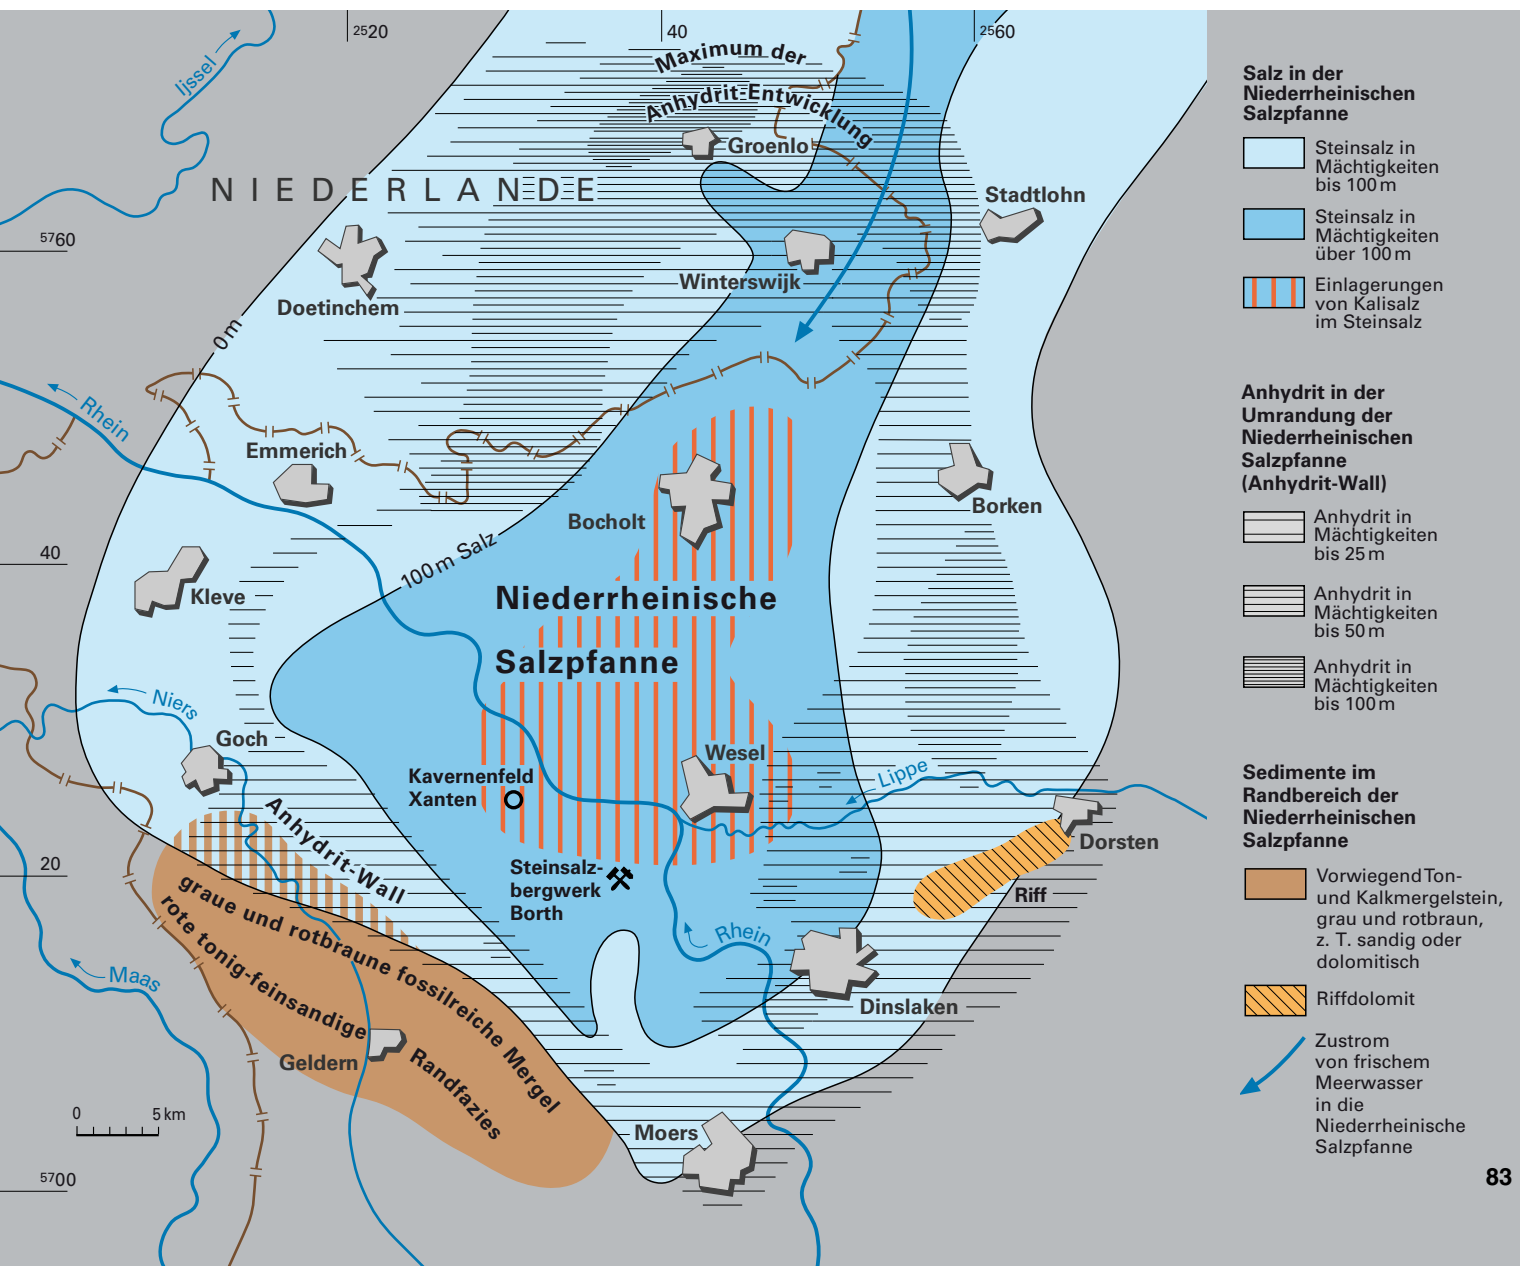 2520
40
2560
Ijssel
Maximum der
Anhydrit-Entwicklung
Groenlo
NIEDERLANDE
Stadtlohn
5760
Winterswijk
Doetinchem
0 m
Rhein
Emmerich
Bocholt
Borken
40
100 m Salz
Kleve
Niederrheinische
Salzpfanne
Niers
Goch
Wesel
Kavernenfeld
Xanten
Lippe
Anhydrit-Wall
Dorsten
20
Steinsalz-
bergwerk
Borth
Riff
graue und rotbraune fossilreiche Mergel
rote tonig-feinsandige
Randfazies
Rhein
Maas
Dinslaken
Geldern
0
5 km
Moers
5700
Salz in der
Niederrheinischen
Salzpfanne
Steinsalz in
Mächtigkeiten
bis 100 m
Steinsalz in
Mächtigkeiten
über 100 m
Einlagerungen
von Kalisalz
im Steinsalz
Anhydrit in der
Umrandung der
Niederrheinischen
Salzpfanne
(Anhydrit-Wall)
Anhydrit in
Mächtigkeiten
bis 25 m
Anhydrit in
Mächtigkeiten
bis 50 m
Anhydrit in
Mächtigkeiten
bis 100 m
Sedimente im
Randbereich der
Niederrheinischen
Salzpfanne
Vorwiegend Ton-
und Kalkmergelstein,
grau und rotbraun,
z. T. sandig oder
dolomitisch
Riffdolomit
Zustrom
von frischem
Meerwasser
in die
Niederrheinische
Salzpfanne
83